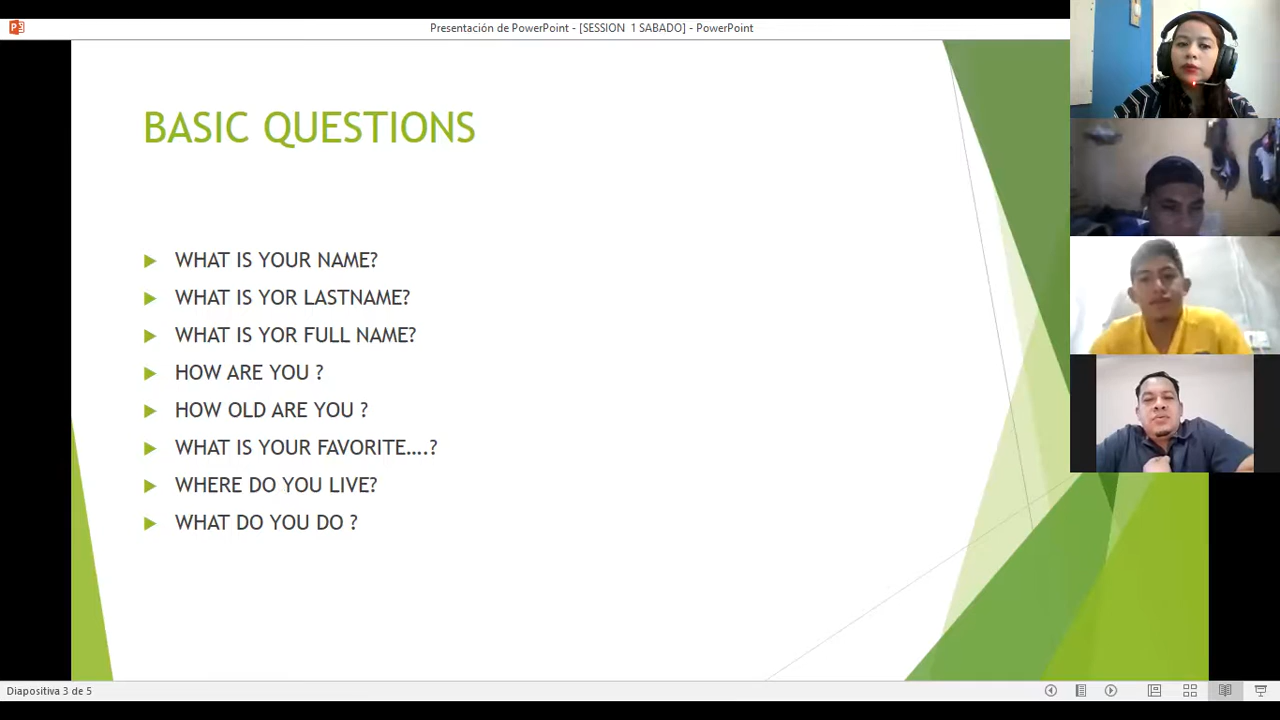 Presentación de PowerPoint - [SESSION 1 SABADO] - PowerPoint
BASIC QUESTIONS
WHAT IS YOUR NAME?
WHAT IS YOR LASTNAME?
WHAT IS YOR FULL NAME?
HOW ARE YOU ?
HOW OLD ARE YOU ?
WHAT IS YOUR FAVORITE….?
WHERE DO YOU LIVE?
WHAT DO YOU DO ?
Diapositiva 3 de 5